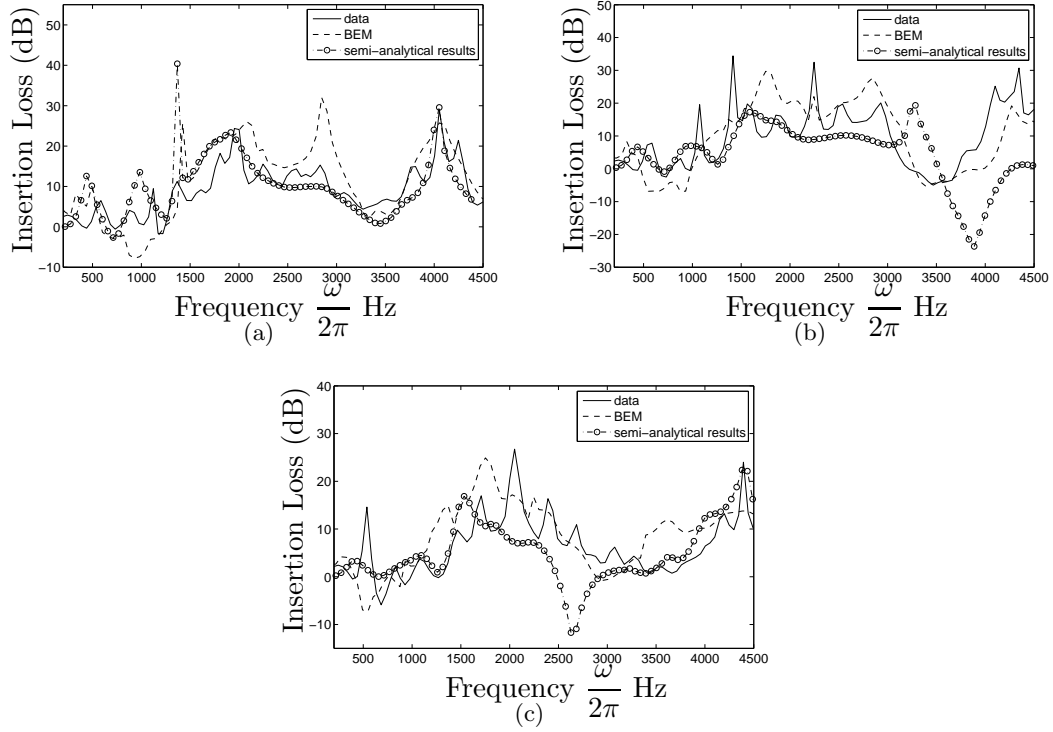 Insertion Loss (dB)
50
40
30
20
10
0
−10
500 1000 1500 2000 2500 3000 3500 4000 4500
data
BEM
semi-analytical results
Frequency ω/2π Hz
(a)
Insertion Loss (dB)
50
40
30
20
10
0
−10
−20
−30
500 1000 1500 2000 2500 3000 3500 4000 4500
data
BEM
semi-analytical results
Frequency ω/2π Hz
(b)
Insertion Loss (dB)
40
30
20
10
0
−10
500 1000 1500 2000 2500 3000 3500 4000 4500
data
BEM
semi-analytical results
Frequency ω/2π Hz
(c)